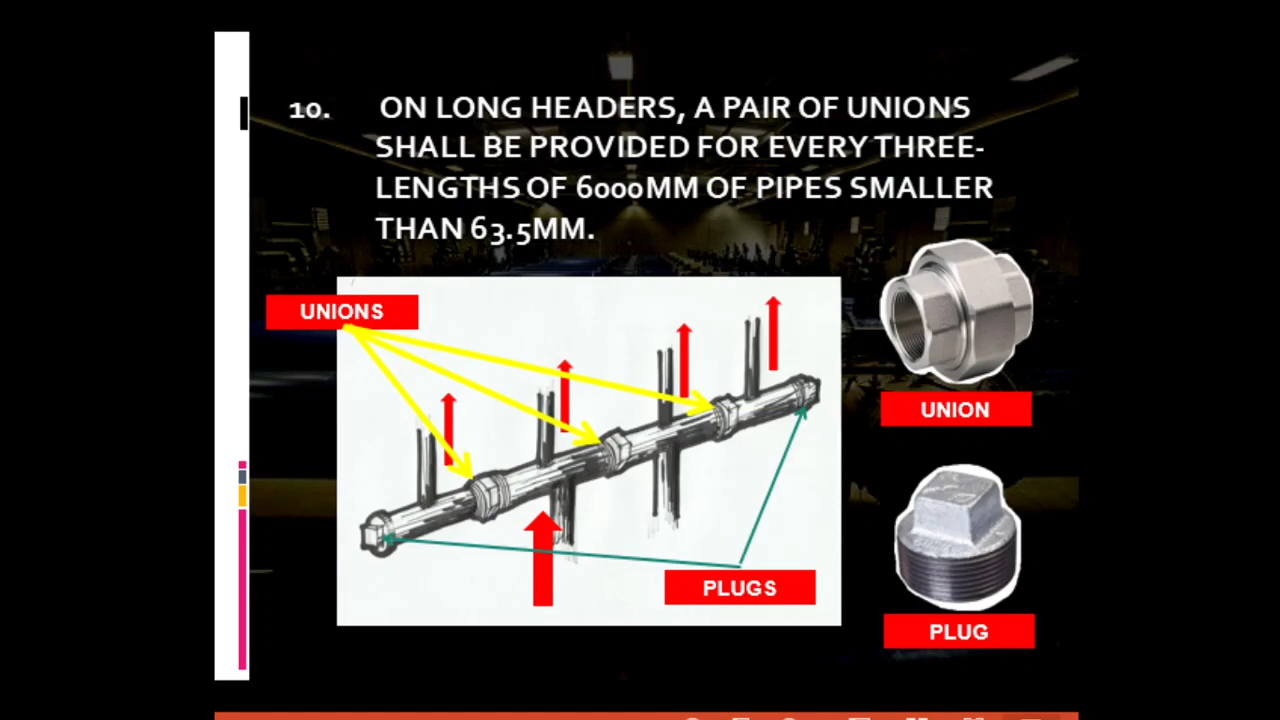 10. ON LONG HEADERS, A PAIR OF UNIONS
SHALL BE PROVIDED FOR EVERY THREE-
LENGTHS OF 6000MM OF PIPES SMALLER
THAN 63.5MM.
UNIONS
UNION
PLUGS
PLUG